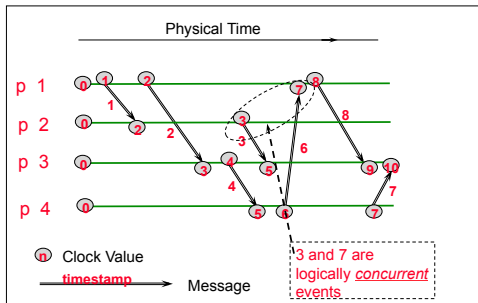 Physical Time
p 1
0
1
2
7
8
1
8
p 2
0
2
3
2
3
6
p 3
0
3
4
5
9
10
4
7
p 4
0
5
6
7
n Clock Value
timestamp
Message
3 and 7 are
logically concurrent
events